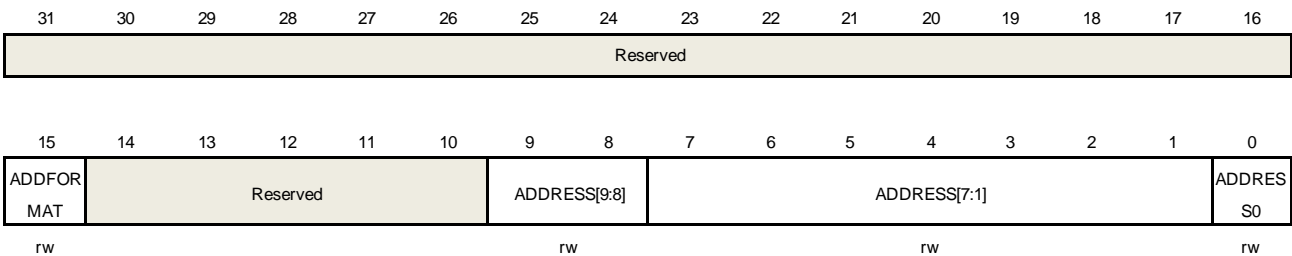 31 30 29 28 27 26 25 24 23 22 21 20 19 18 17 16
Reserved
15 14 13 12 11 10 9 8 7 6 5 4 3 2 1 0
ADDFOR
MAT
Reserved
ADDRESS[9:8]
ADDRESS[7:1]
ADDRES
S0
rw rw rw rw